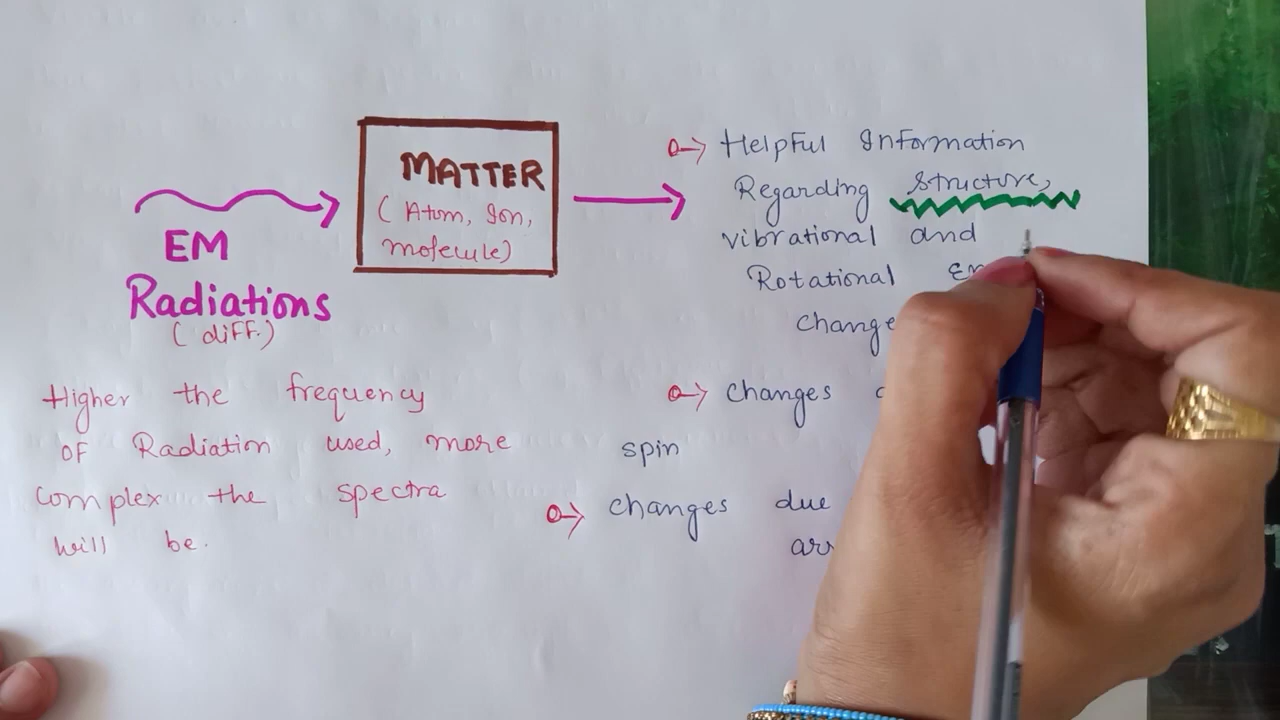 MATTER
( Atom, Ion,
molecule)
EM
Radiations
( diff.)
Higher the frequency
of Radiation used, more
complex the spectra
will be.
Helpful Information
Regarding structure,
vibrational and
Rotational
Change
changes
spin
changes due